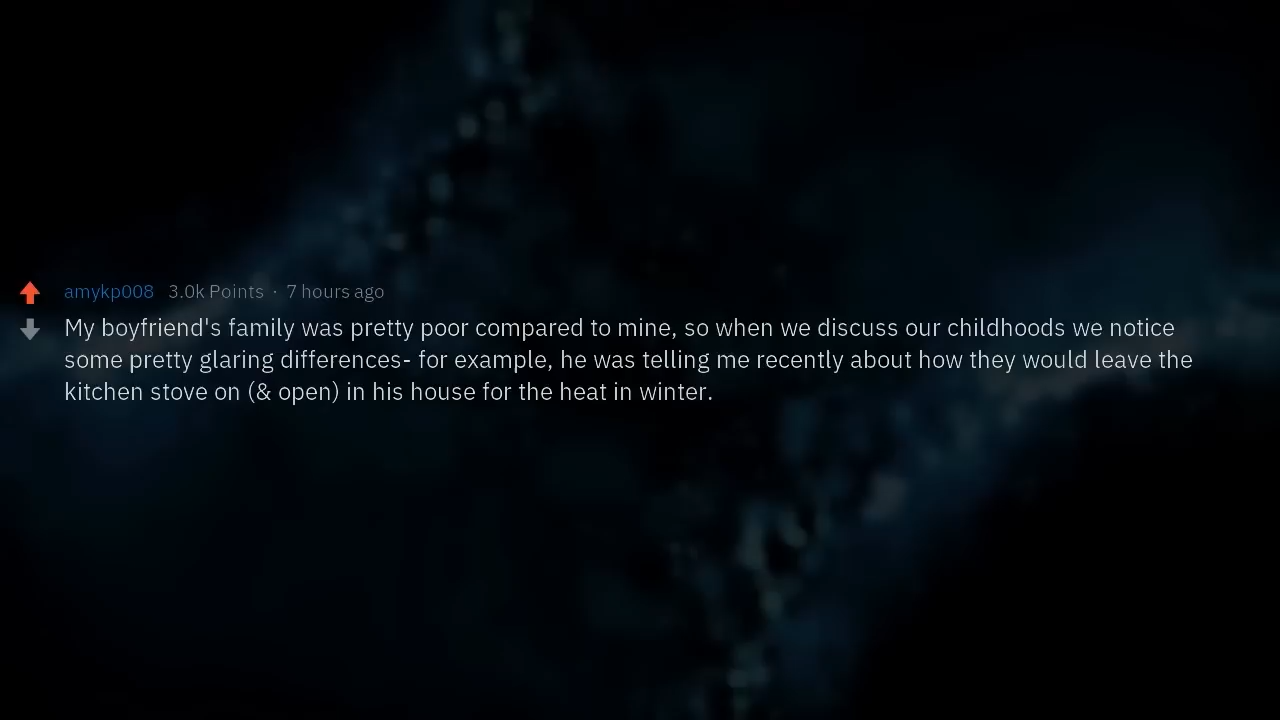 amykp008 3.0k Points · 7 hours ago
My boyfriend's family was pretty poor compared to mine, so when we discuss our childhoods we notice
some pretty glaring differences- for example, he was telling me recently about how they would leave the
kitchen stove on (& open) in his house for the heat in winter.